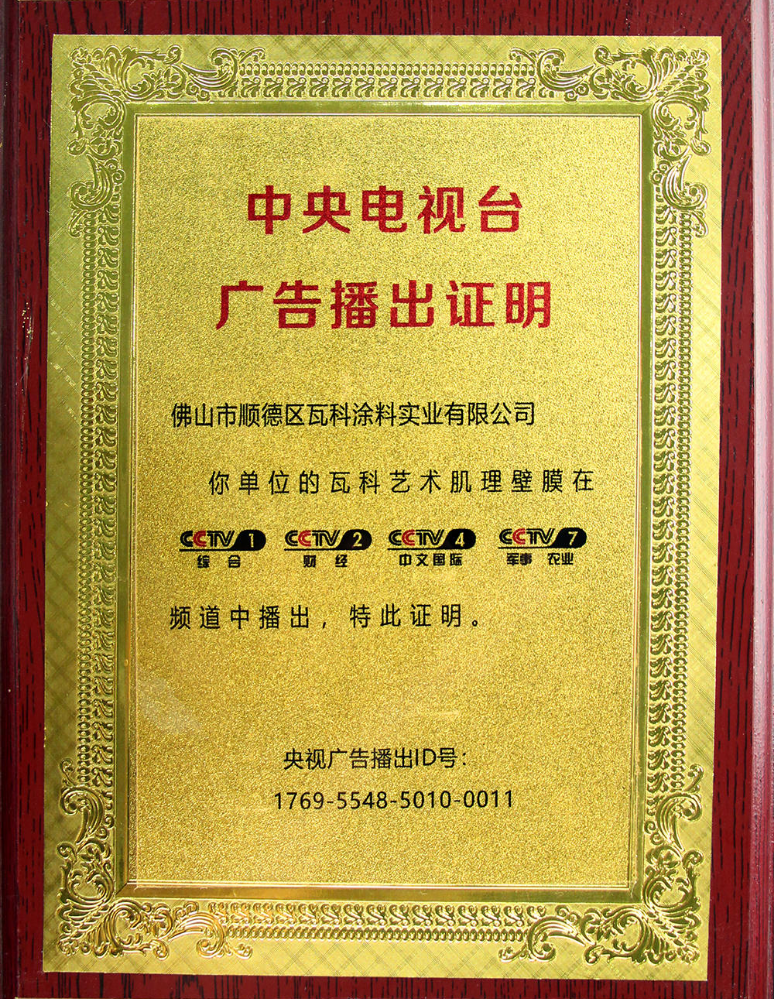 中央电视台
广告播出证明
佛山市顺德区瓦科涂料实业有限公司
你单位的瓦科艺术肌理壁膜在
CCTV 1 CCTV 2 CCTV 4 CCTV 7
综合 财经 中文国际 军事 农业
频道中播出，特此证明。
央视广告播出ID号：
1769-5548-5010-0011